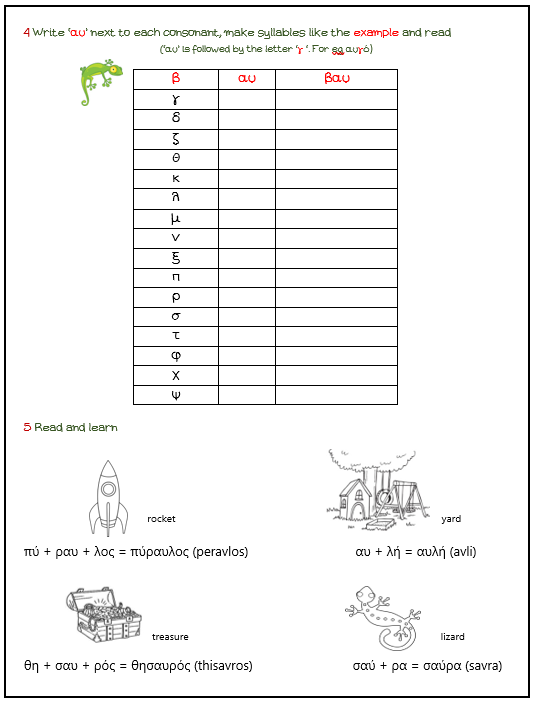 4 Write ‘αυ’ next to each consonant, make syllables like the example and read
(‘αυ’ is followed by the letter ‘γ ‘. For eg αυγό)
β αυ βαυ
γ
δ
ζ
θ
κ
λ
μ
ν
ξ
π
ρ
σ
τ
φ
χ
ψ
5 Read and learn
rocket yard
πύ + ραυ + λος = πύραυλος (peravlos) αυ + λή = αυλή (avli)
treasure lizard
θη + σαυ + ρός = θησαυρός (thisavros) σαύ + ρα = σαύρα (savra)